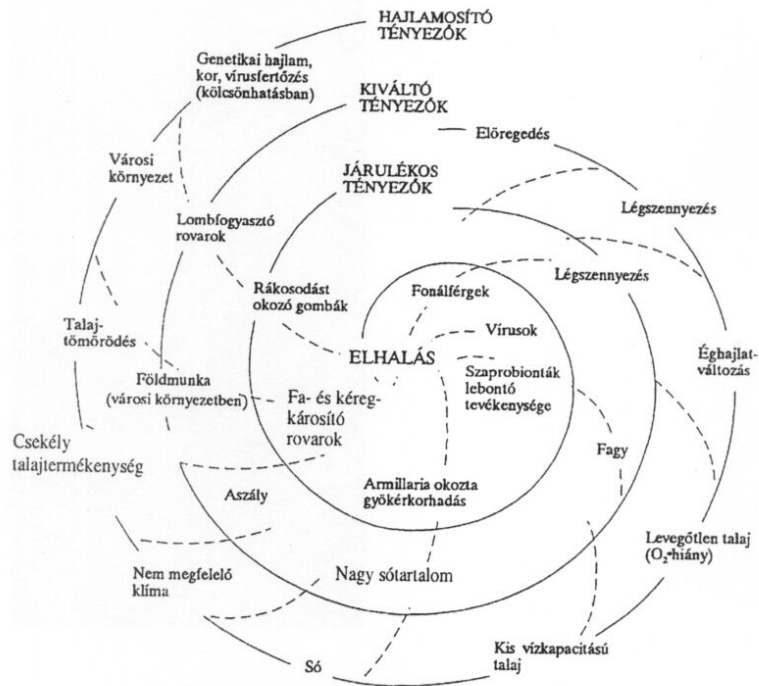 HAJLAMOSÍTÓ
TÉNYEZŐK
Genetikai hajlam,
kor, vírusfertőzés
(kölcsönhatásban)
KIVÁLTÓ
TÉNYEZŐK
Elöregedés
Városi
környezet
JÁRULÉKOS
TÉNYEZŐK
Légszennyezés
Lombfogyasztó
rovarok
Rákosodást
okozó gombák
Fonálférgek
Légszennyezés
Talaj-
tömörödés
Vírusok
ELHALÁS
Éghajlat-
változás
Szaprobionták
lebontó
tevékenysége
Földmunka
(városi környezetben)
Fa- és kéreg-
károsító
rovarok
Csekély
talajtermékenység
Fagy
Aszály
Armillaria okozta
gyökérkorhadás
Levegőtlen talaj
(O₂-hiány)
Nem megfelelő
klíma
Nagy sótartalom
Kis vízkapacitású
talaj
Só